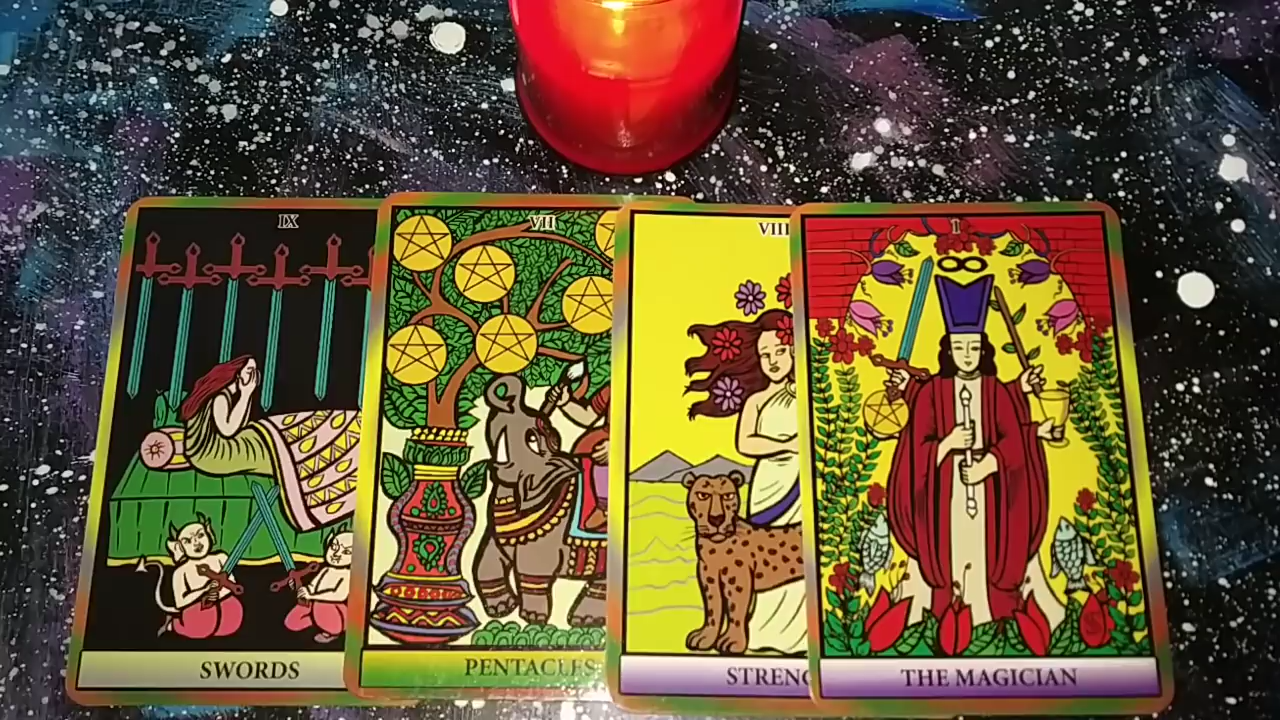 IX
SWORDS
VII
PENTACLES
VIII
STRENG
I
THE MAGICIAN